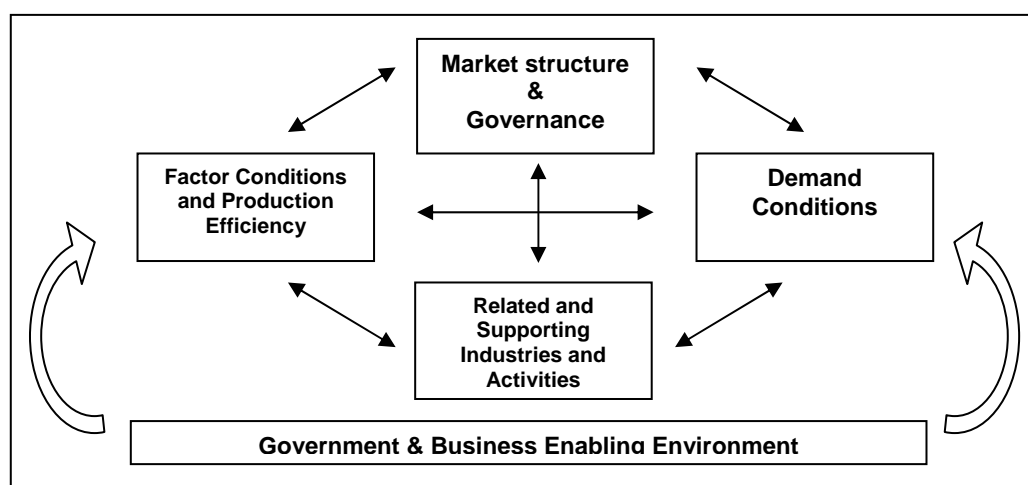 Market structure
&
Governance
Factor Conditions
and Production
Efficiency
Demand
Conditions
Related and
Supporting
Industries and
Activities
Government & Business Enabling Environment